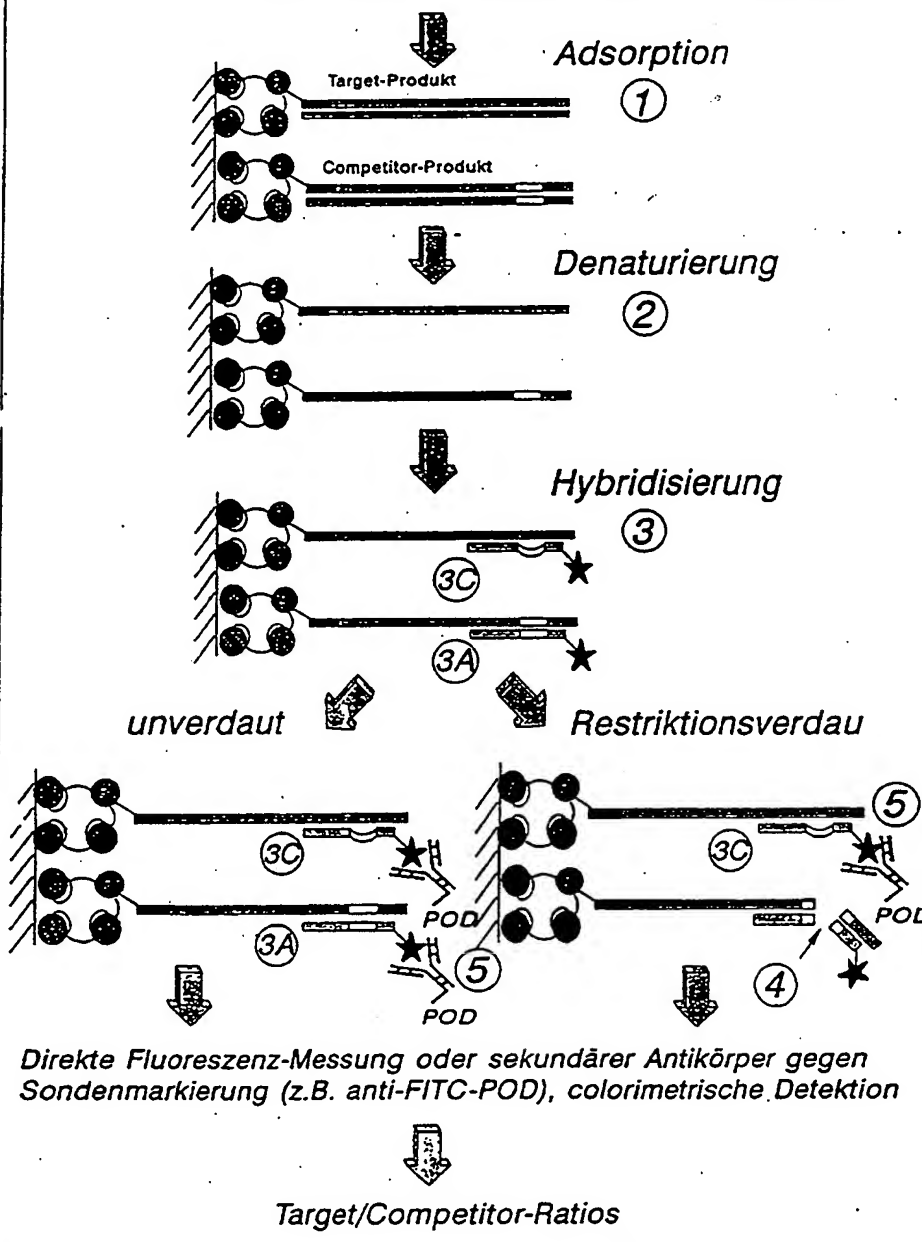 Adsorption
1
Target-Produkt
Competitor-Produkt
Denaturierung
2
Hybridisierung
3
3C
3A
unverdaut
Restriktionsverdau
5
3C
3C
POD
POD
3A
5
4
POD
Direkte Fluoreszenz-Messung oder sekundärer Antikörper gegen
Sondenmarkierung (z.B. anti-FITC-POD), colorimetrische Detektion
Target/Competitor-Ratios